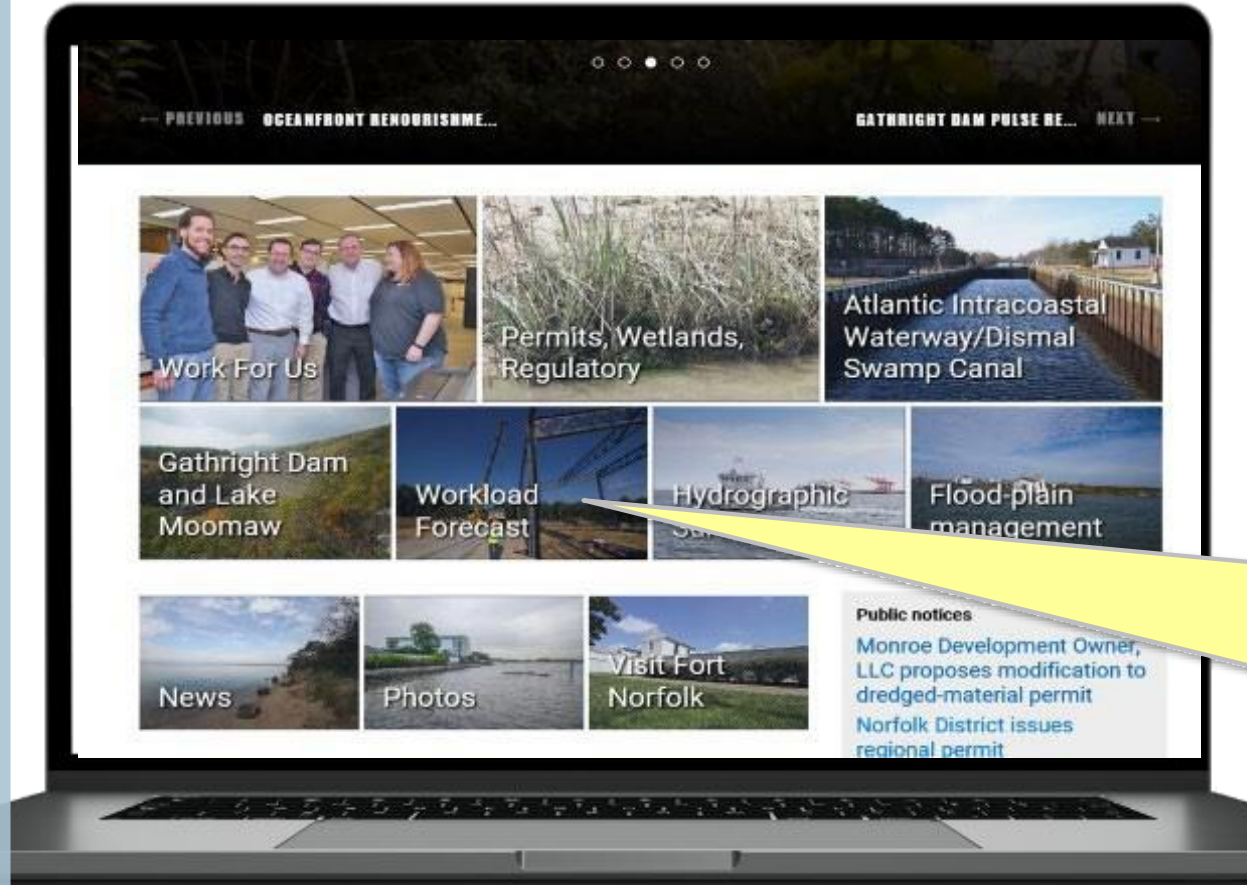 ← PREVIOUS OCEANFRONT RENOURISHME...
GATHRIGHT DAM PULSE RE... NEXT →
Work For Us
Permits, Wetlands,
Regulatory
Atlantic Intracoastal
Waterway/Dismal
Swamp Canal
Gathright Dam
and Lake
Moomaw
Workload
Forecast
Hydrographic
Flood-plain
management
News
Photos
Visit Fort
Norfolk
Public notices
Monroe Development Owner,
LLC proposes modification to
dredged-material permit
Norfolk District issues
regional permit